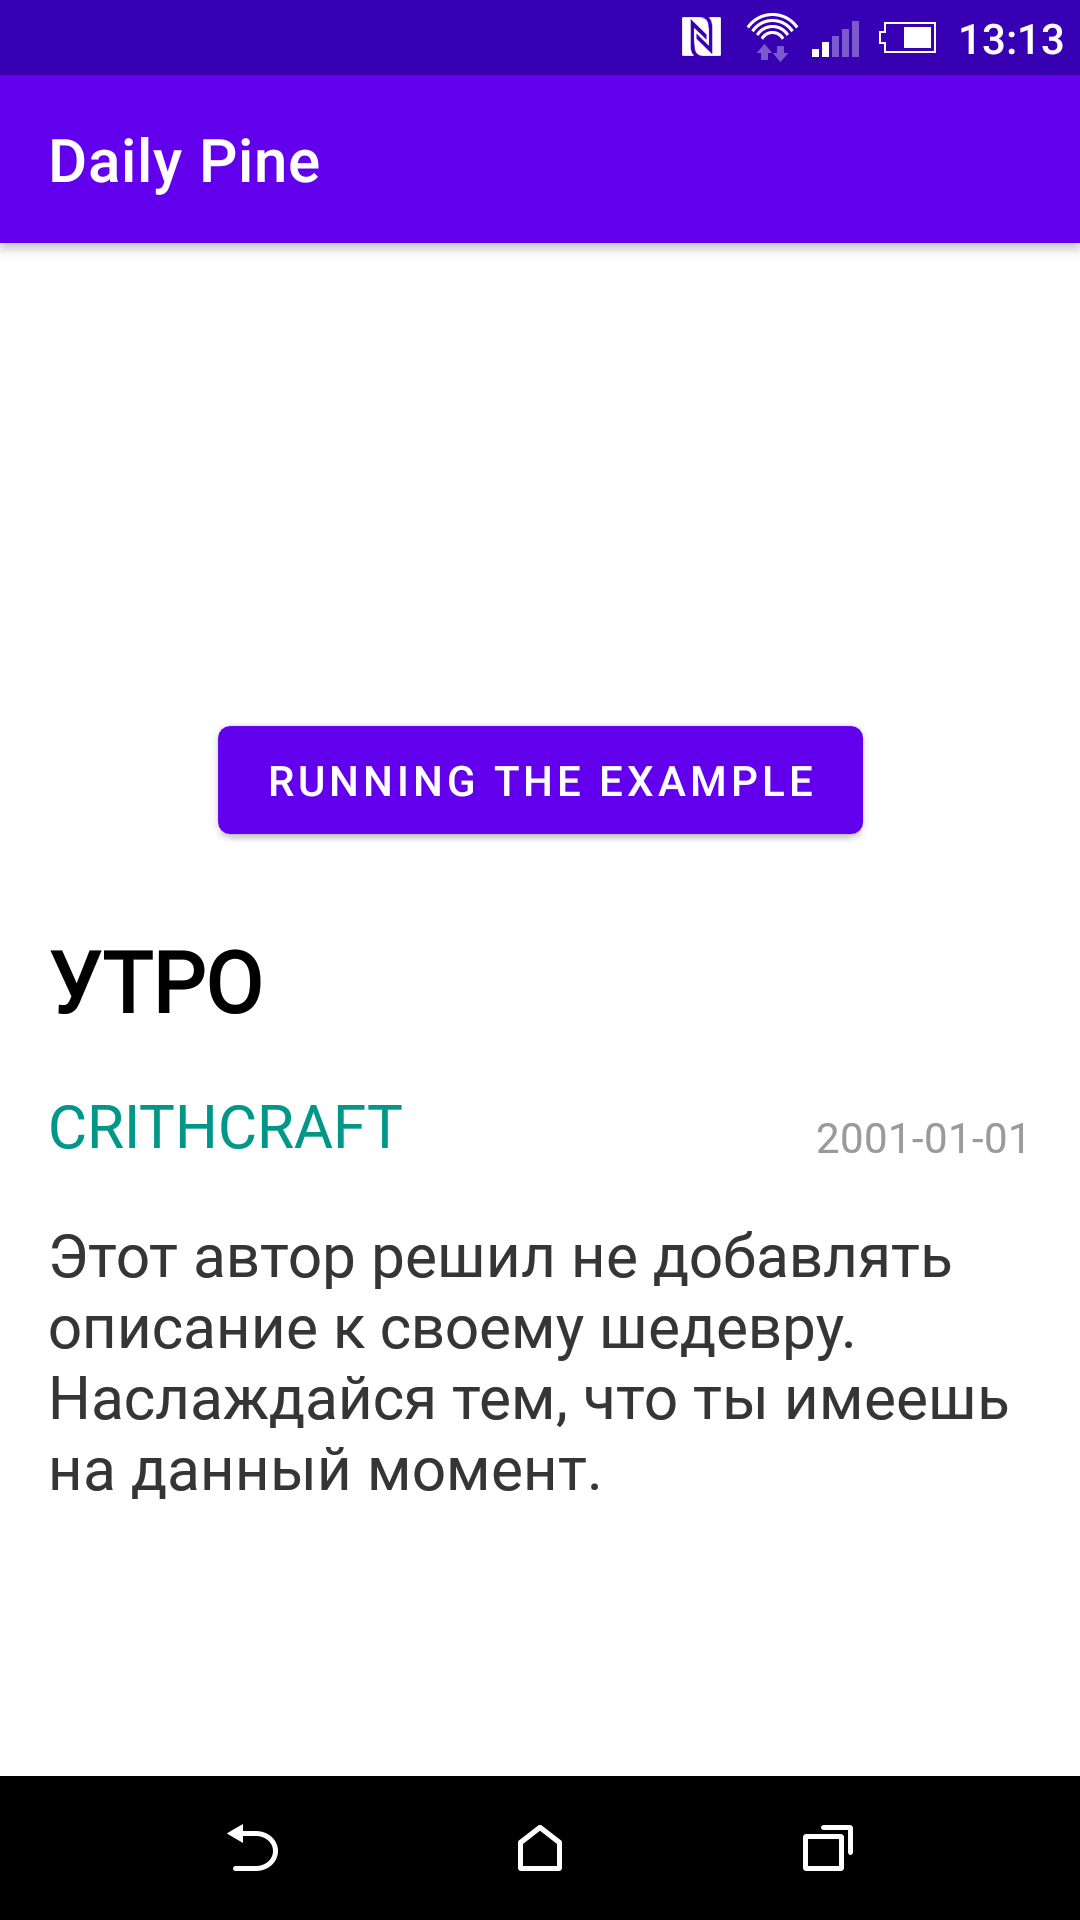 13:13
Daily Pine
RUNNING THE EXAMPLE
УТРО
CRITHCRAFT
2001-01-01
Этот автор решил не добавлять
описание к своему шедевру.
Наслаждайся тем, что ты имеешь
на данный момент.